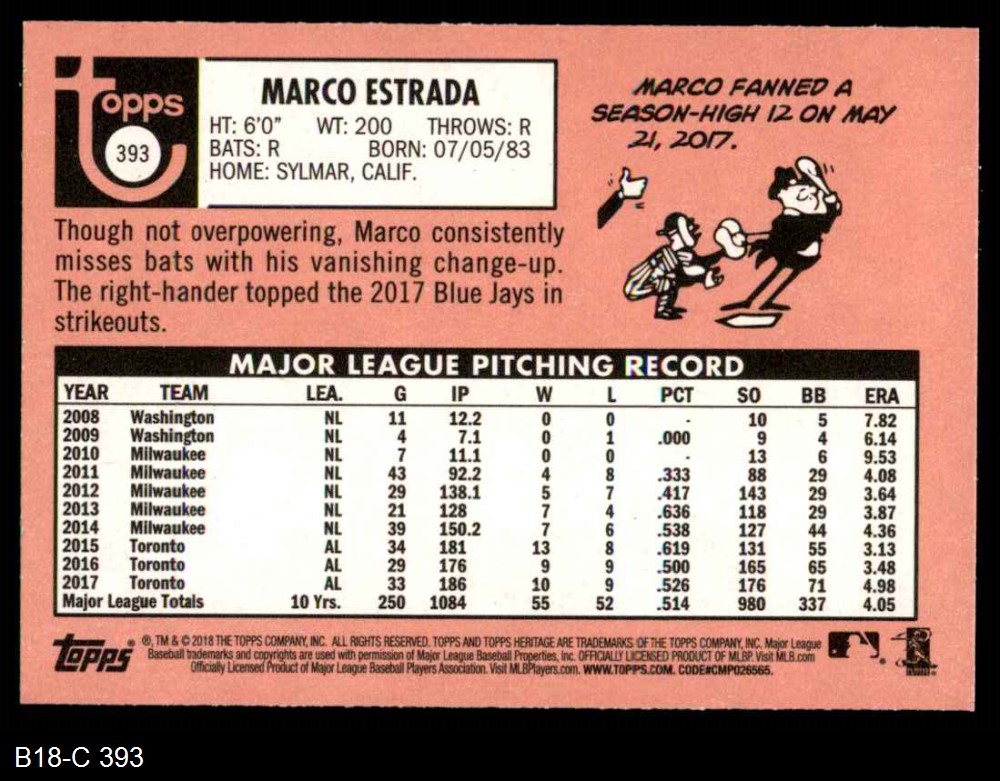 topps
393
MARCO ESTRADA
HT: 6'0" WT: 200 THROWS: R
BATS: R BORN: 07/05/83
HOME: SYLMAR, CALIF.
MARCO FANNED A
SEASON-HIGH 12 ON MAY
21, 2017.
Though not overpowering, Marco consistently
misses bats with his vanishing change-up.
The right-hander topped the 2017 Blue Jays in
strikeouts.
MAJOR LEAGUE PITCHING RECORD
YEAR TEAM LEA. G IP W L PCT SO BB ERA
2008 Washington NL 11 12.2 0 0 - 10 5 7.82
2009 Washington NL 4 7.1 0 1 .000 9 4 6.14
2010 Milwaukee NL 7 11.1 0 0 - 13 6 9.53
2011 Milwaukee NL 43 92.2 4 8 .333 88 29 4.08
2012 Milwaukee NL 29 138.1 5 7 .417 143 29 3.64
2013 Milwaukee NL 21 128 7 4 .636 118 29 3.87
2014 Milwaukee NL 39 150.2 7 6 .538 127 44 4.36
2015 Toronto AL 34 181 13 8 .619 131 55 3.13
2016 Toronto AL 29 176 9 9 .500 165 65 3.48
2017 Toronto AL 33 186 10 9 .526 176 71 4.98
Major League Totals 10 Yrs. 250 1084 55 52 .514 980 337 4.05
TOPPS ®
®, TM & © 2018 THE TOPPS COMPANY, INC. ALL RIGHTS RESERVED. TOPPS AND TOPPS HERITAGE ARE TRADEMARKS OF THE TOPPS COMPANY, INC. Major League
Baseball trademarks and copyrights are used with permission of Major League Baseball Properties, Inc. OFFICIALLY LICENSED PRODUCT OF MLBP. Visit MLB.com
Officially Licensed Product of Major League Baseball Players Association. Visit MLBPlayers.com. WWW.TOPPS.COM. CODE#CMP026565.
B18-C 393